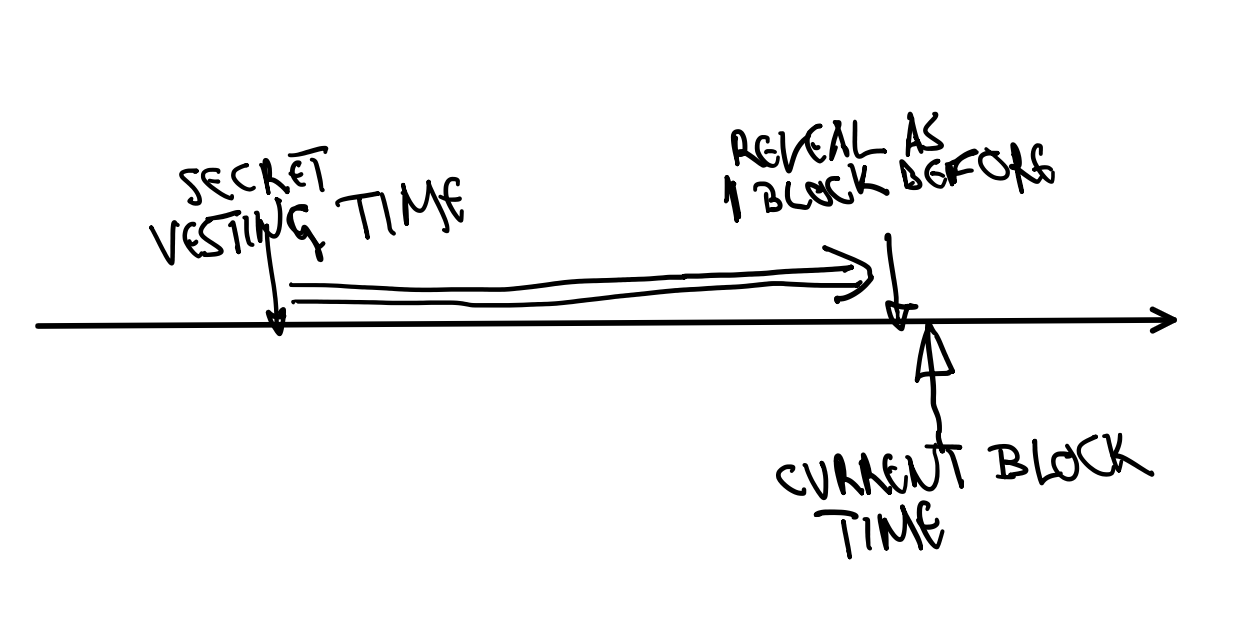 SECRET
VESTING TIME
REVEAL AS
1 BLOCK BEFORE
CURRENT BLOCK
TIME